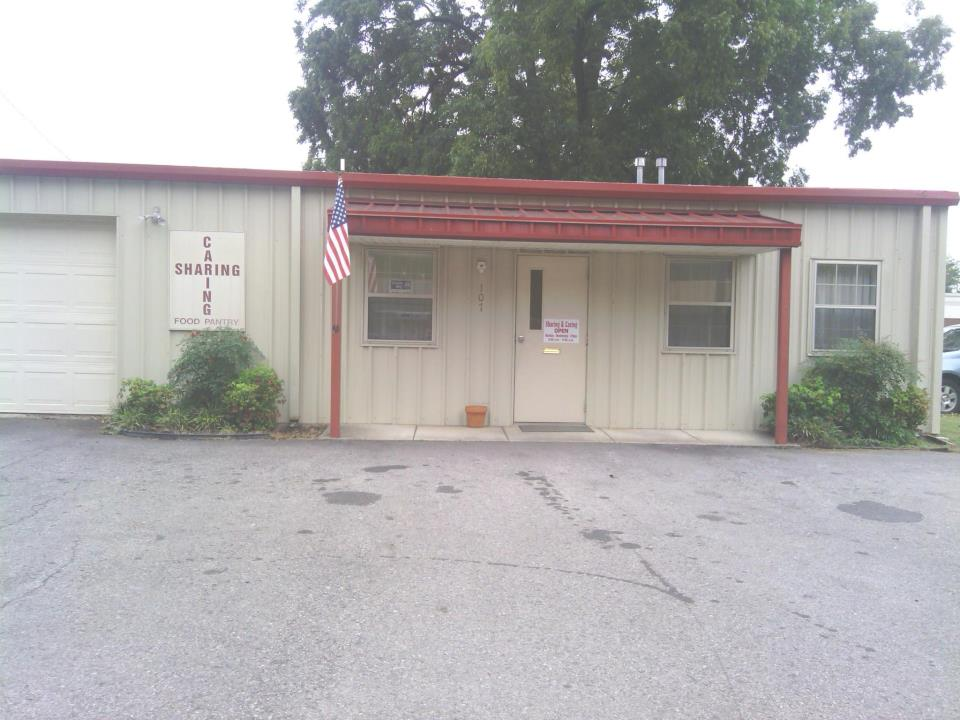 CARING
SHARING
FOOD PANTRY
107
Sharing & Caring
OPEN